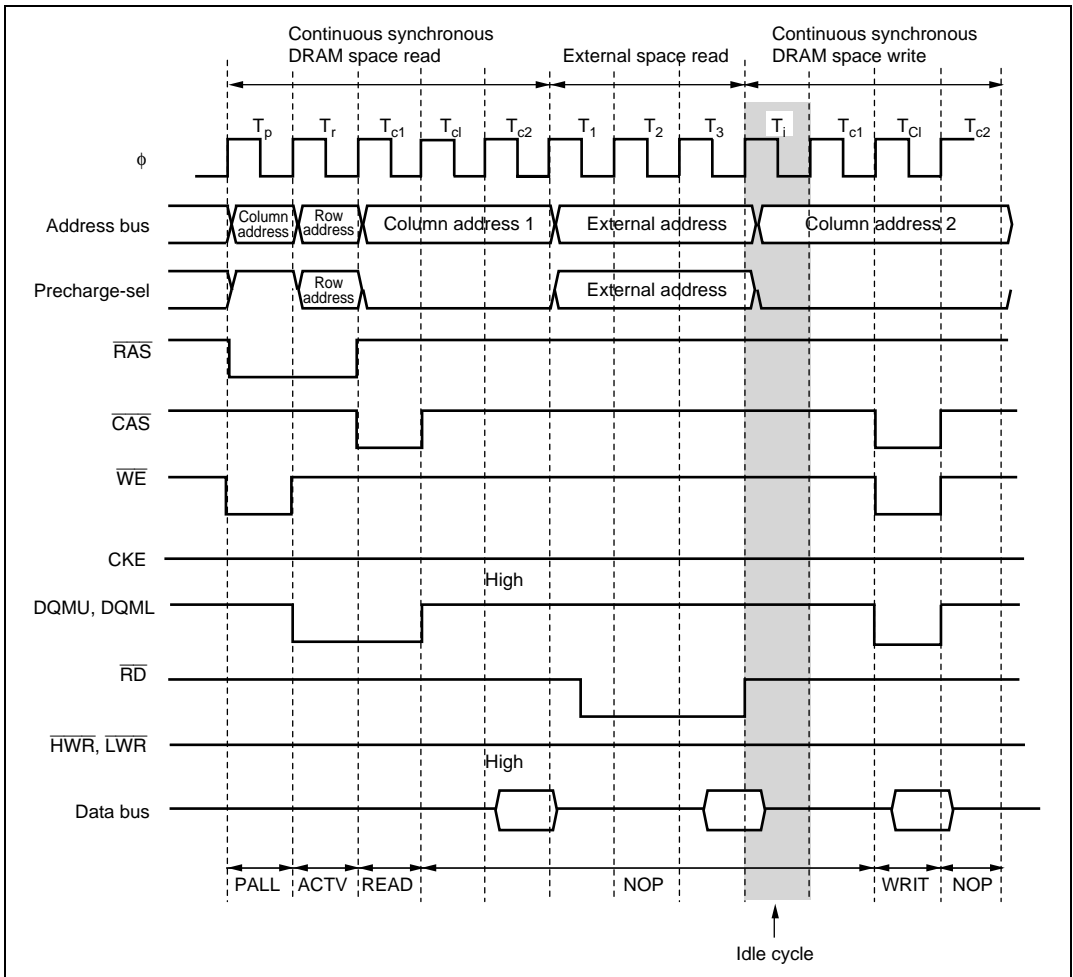 Continuous synchronous
DRAM space read
External space read
Continuous synchronous
DRAM space write
Tp Tr Tc1 Tcl Tc2 T1 T2 T3 Ti Tc1 TCl Tc2
ϕ
Address bus
Column
address
Row
address
Column address 1
External address
Column address 2
Precharge-sel
Row
address
External address
RAS
CAS
WE
CKE
High
DQMU, DQML
RD
HWR, LWR
High
Data bus
PALL ACTV READ NOP WRIT NOP
Idle cycle